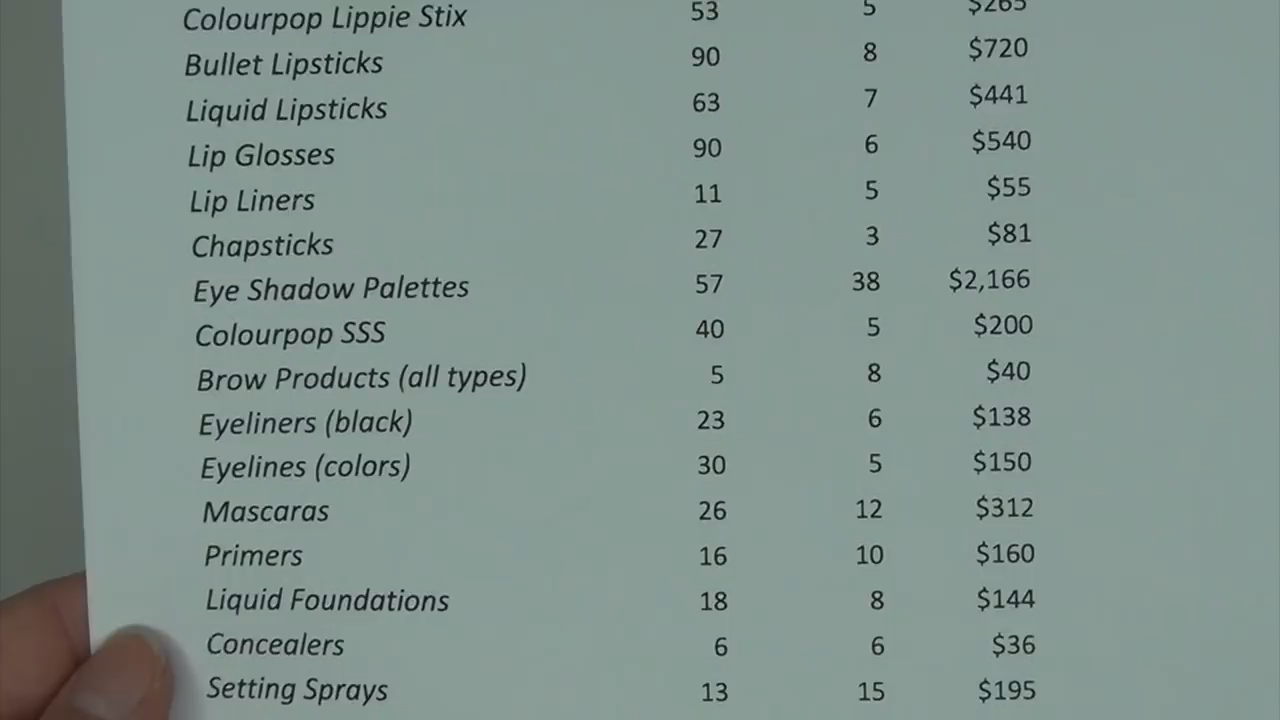 Colourpop Lippie Stix 53 5 $265
Bullet Lipsticks 90 8 $720
Liquid Lipsticks 63 7 $441
Lip Glosses 90 6 $540
Lip Liners 11 5 $55
Chapsticks 27 3 $81
Eye Shadow Palettes 57 38 $2,166
Colourpop SSS 40 5 $200
Brow Products (all types) 5 8 $40
Eyeliners (black) 23 6 $138
Eyelines (colors) 30 5 $150
Mascaras 26 12 $312
Primers 16 10 $160
Liquid Foundations 18 8 $144
Concealers 6 6 $36
Setting Sprays 13 15 $195